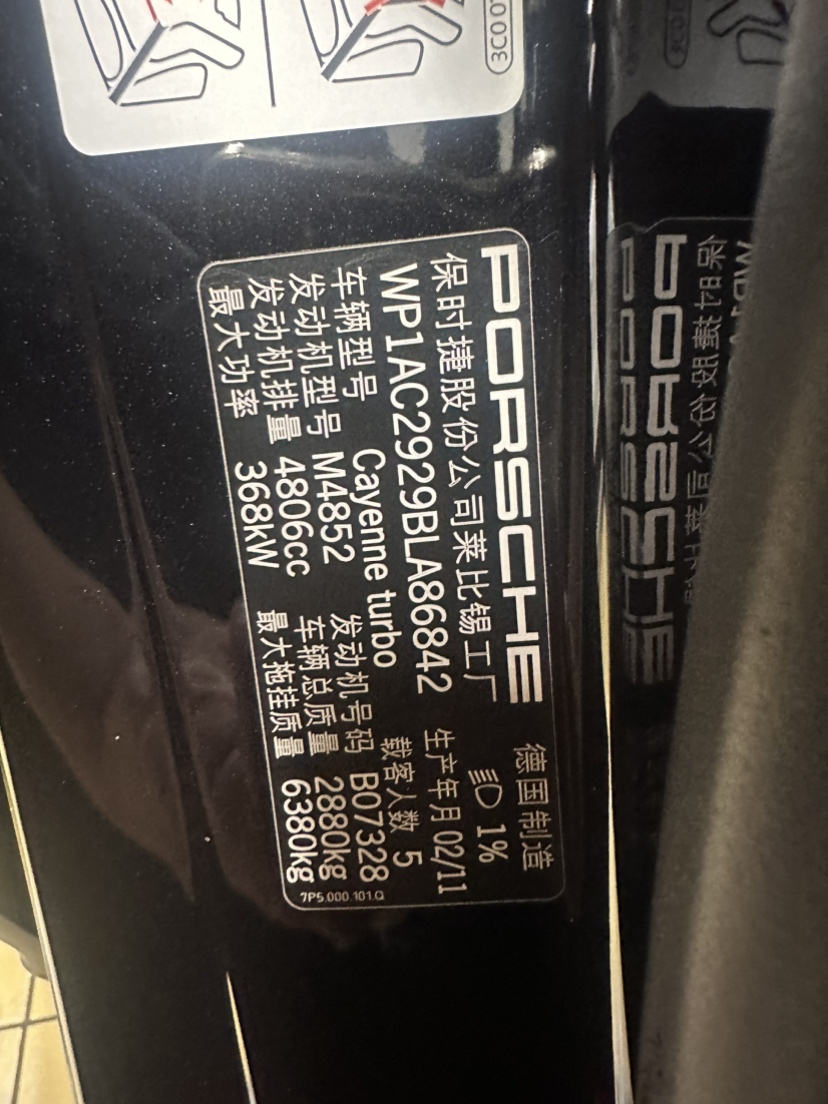 3C0.0
PORSCHE 德国制造
保时捷股份公司莱比锡工厂 1%
WP1AC2929BLA86842 生产年月 02/11
车辆型号 Cayenne turbo 载客人数 5
发动机型号 M4852 发动机号码 B07328
发动机排量 4806cc 车辆总质量 2880kg
最大功率 368kW 最大拖挂质量 6380kg
7P5.000.101.Q